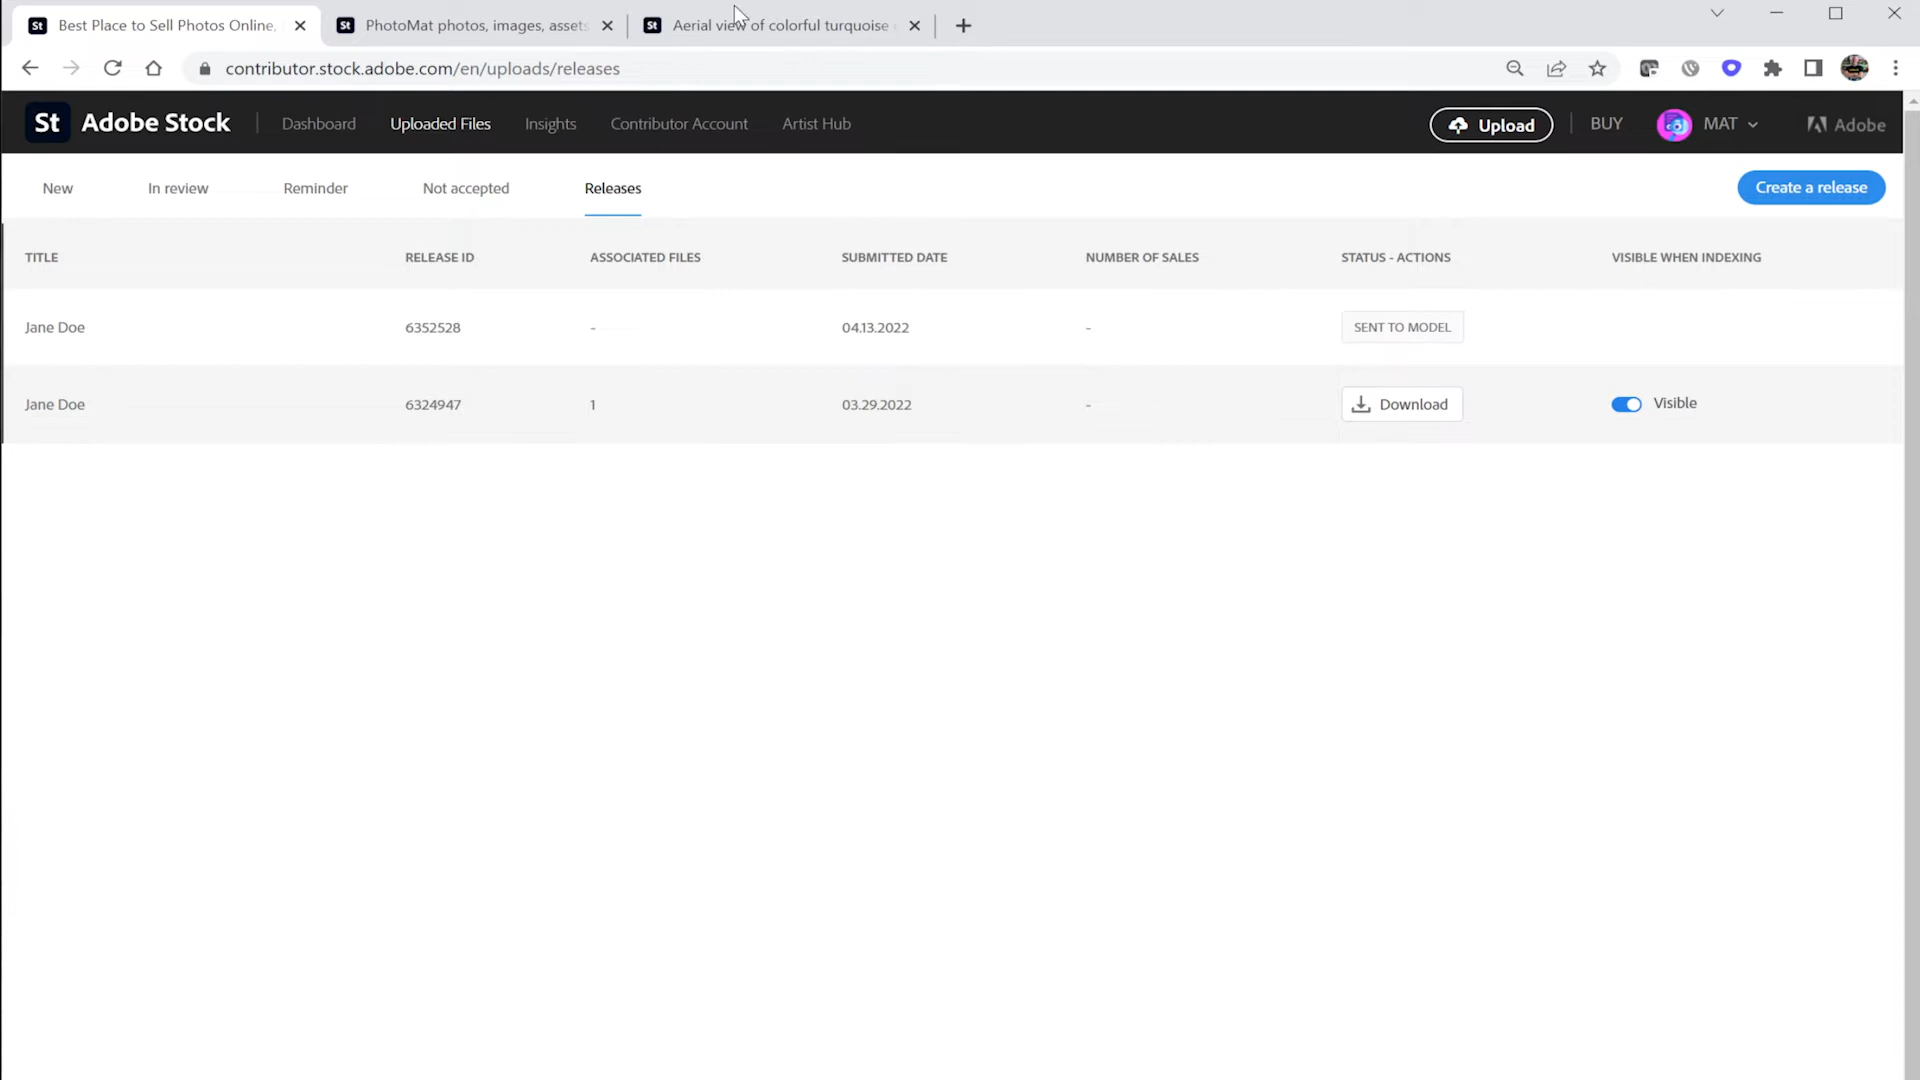 St Best Place to Sell Photos Online, St PhotoMat photos, images, assets St Aerial view of colorful turquoise
contributor.stock.adobe.com/en/uploads/releases
St Adobe Stock Dashboard Uploaded Files Insights Contributor Account Artist Hub Upload BUY MAT Adobe
New In review Reminder Not accepted Releases Create a release
TITLE RELEASE ID ASSOCIATED FILES SUBMITTED DATE NUMBER OF SALES STATUS - ACTIONS VISIBLE WHEN INDEXING
Jane Doe 6352528 - 04.13.2022 - SENT TO MODEL
Jane Doe 6324947 1 03.29.2022 - Download Visible